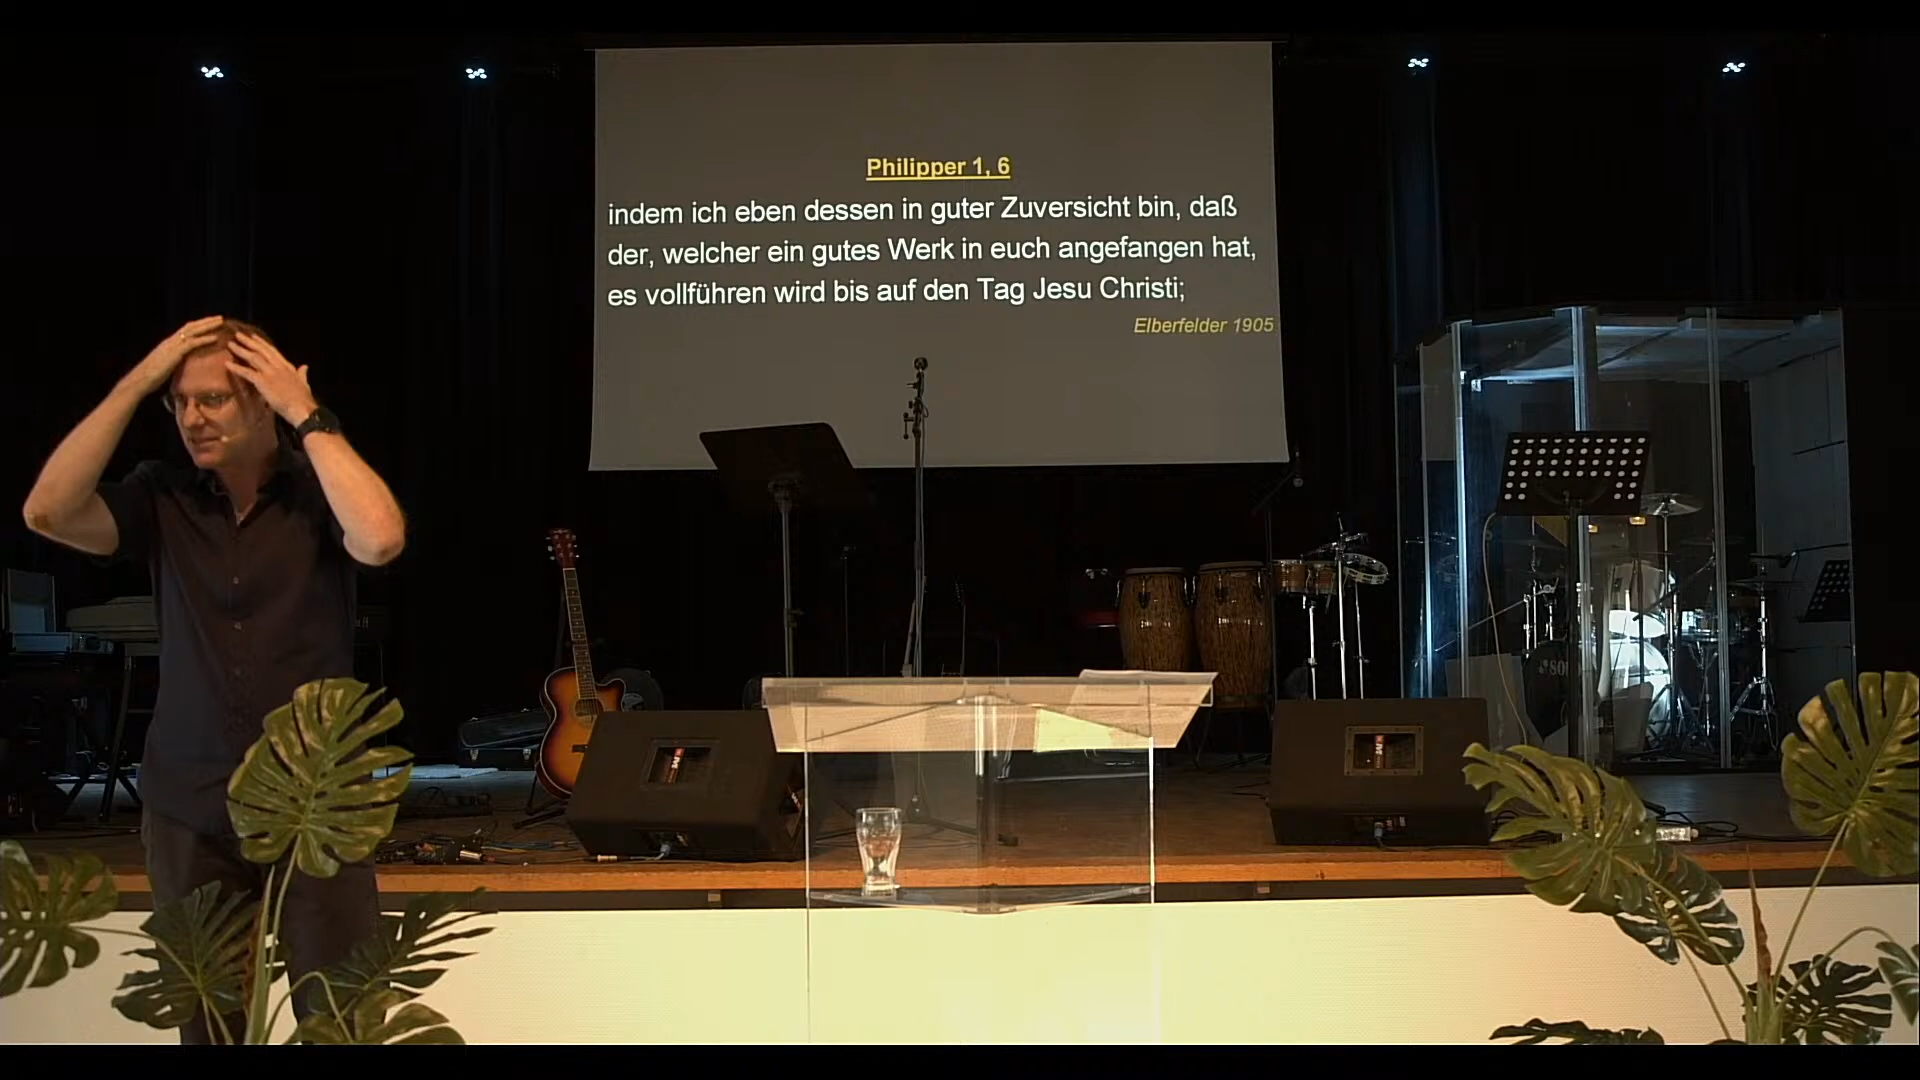 Philipper 1, 6
indem ich eben dessen in guter Zuversicht bin, daß
der, welcher ein gutes Werk in euch angefangen hat,
es vollführen wird bis auf den Tag Jesu Christi;
Elberfelder 1905